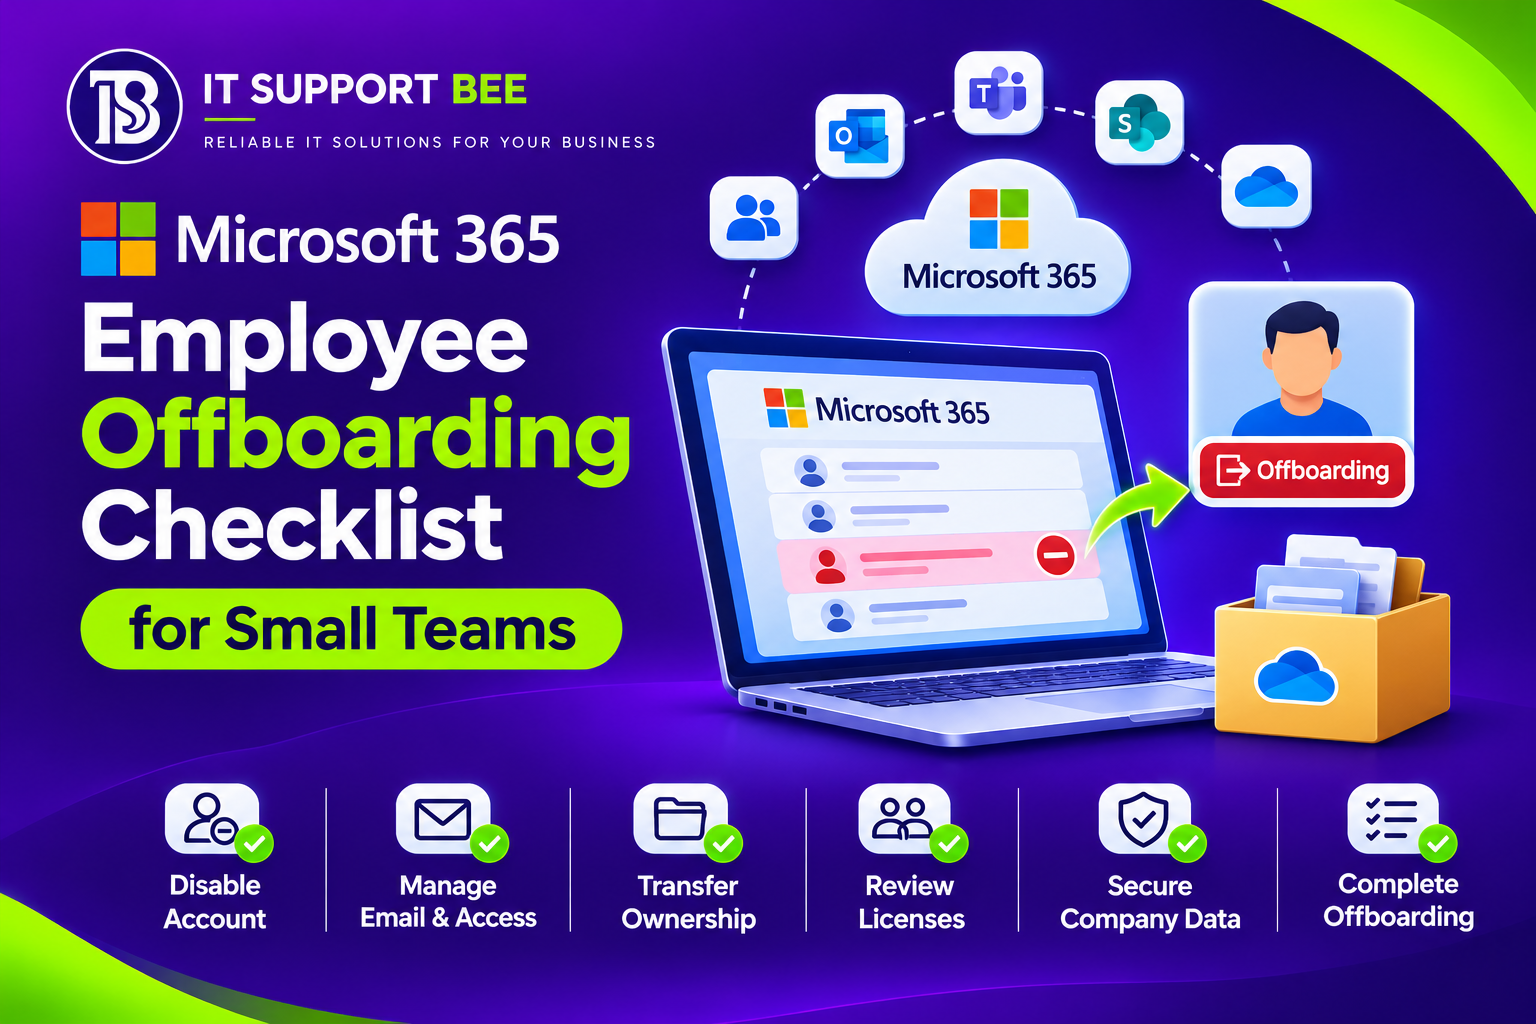 IT SUPPORT BEE
RELIABLE IT SOLUTIONS FOR YOUR BUSINESS
Microsoft 365
Employee
Offboarding
Checklist
for Small Teams
O
T
S
Microsoft 365
Microsoft 365
Offboarding
Disable
Account
Manage
Email & Access
Transfer
Ownership
Review
Licenses
Secure
Company Data
Complete
Offboarding